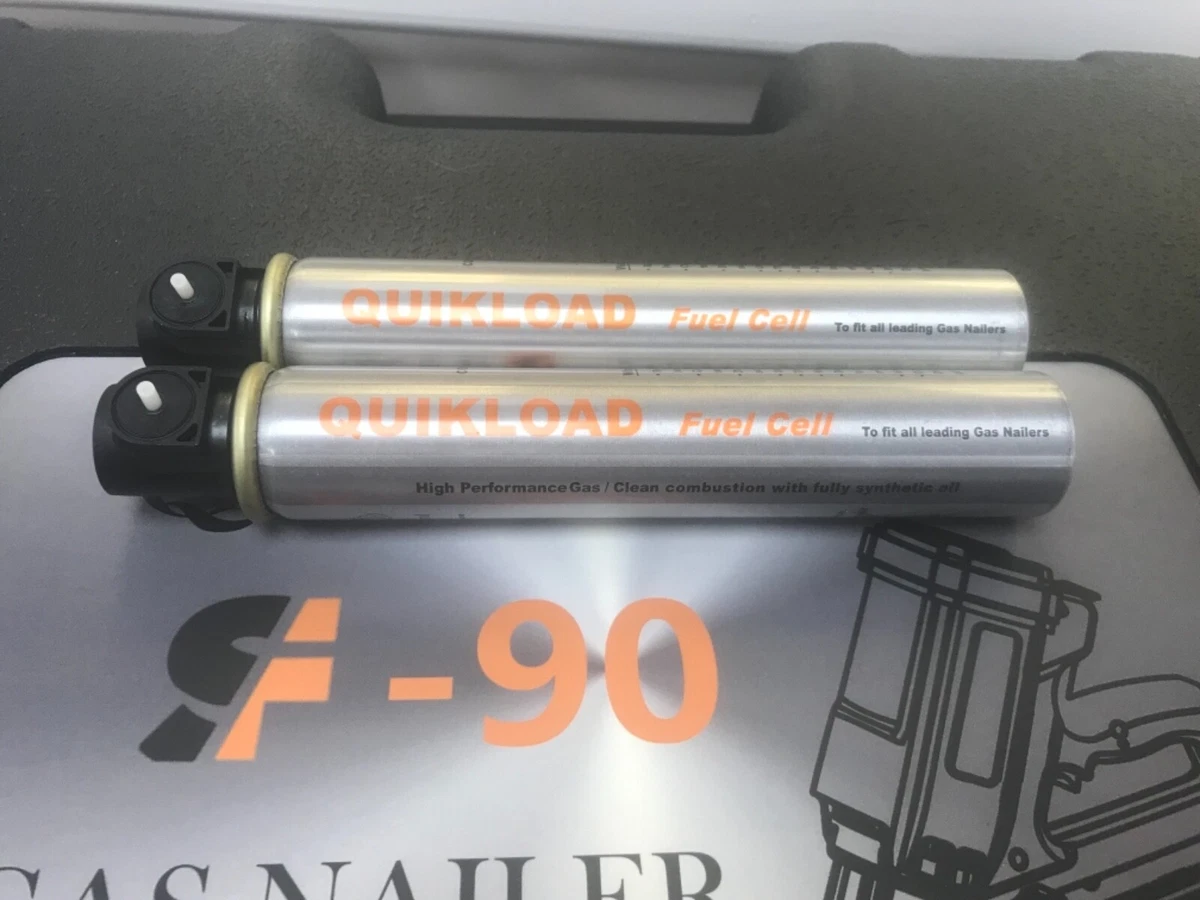 QUIKLOAD Fuel Cell To fit all leading Gas Nailers
QUIKLOAD Fuel Cell To fit all leading Gas Nailers
High Performance Gas / Clean combustion with fully synthetic oil
SF-90
GAS NAILER